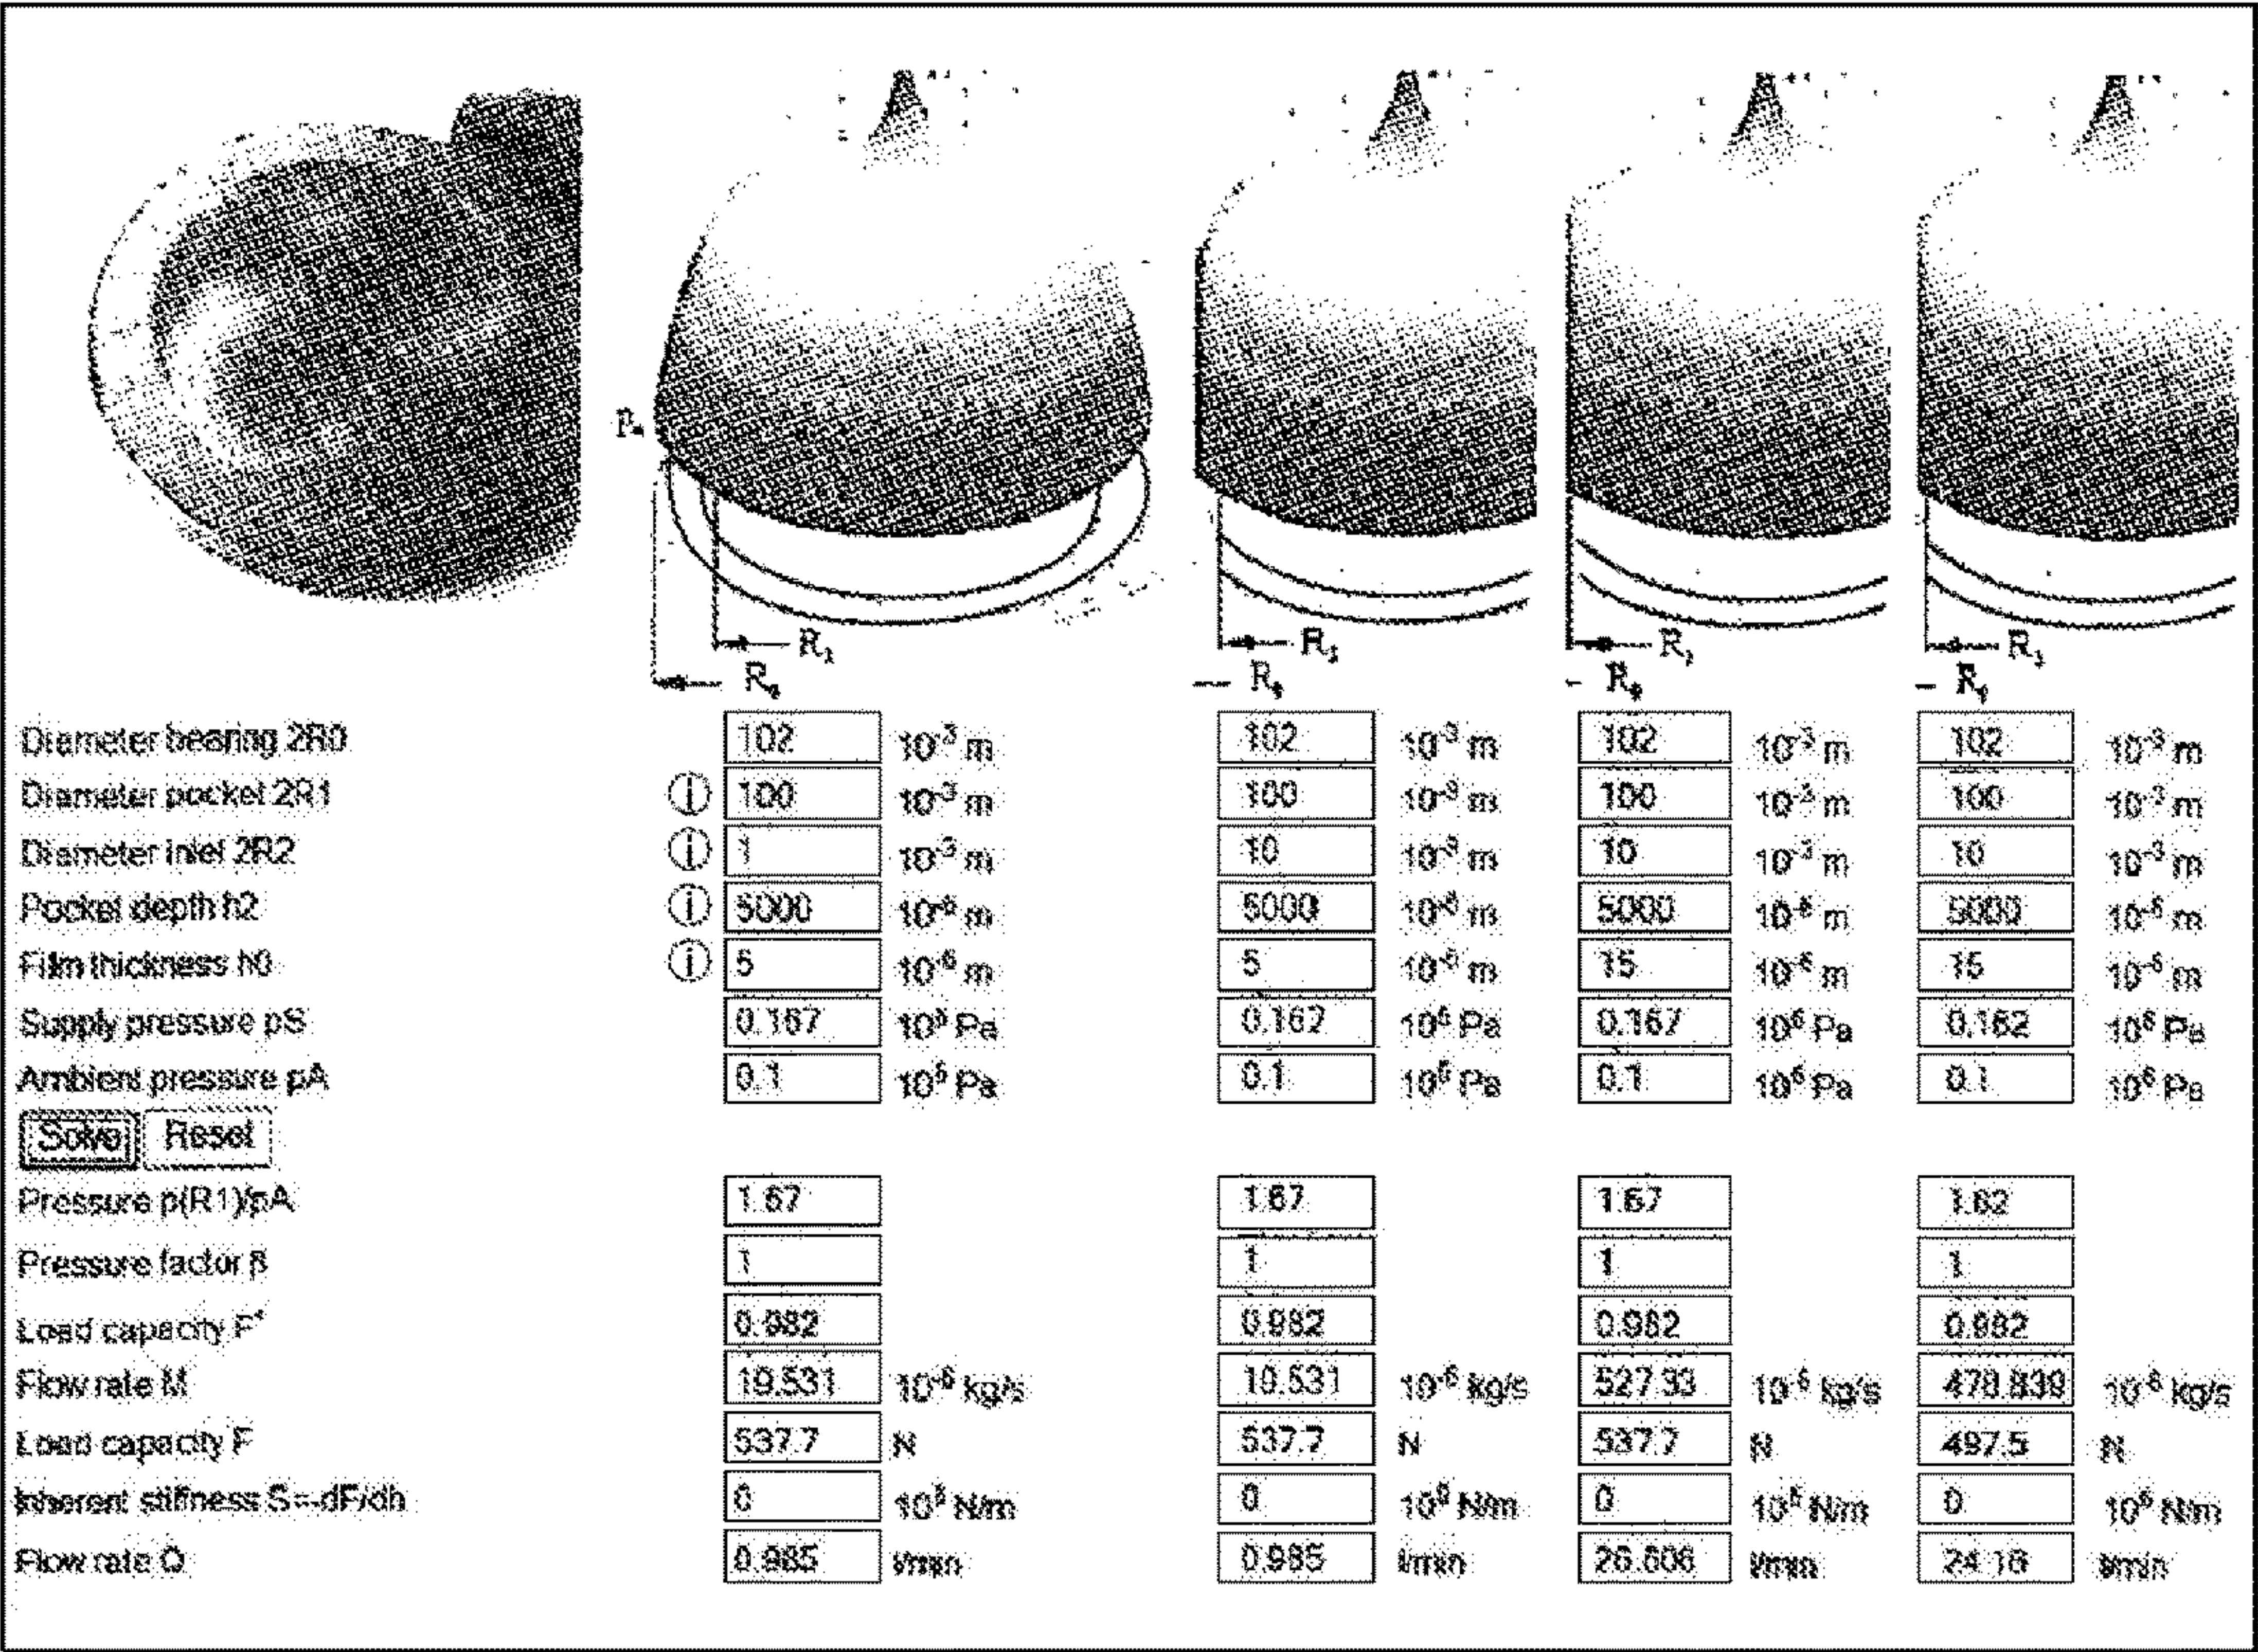 R₁ R₁ R₁ R₁
R₀ R₀ R₀ R₀
Diameter bearing 2R0 102 10⁻³ m 102 10⁻³ m 102 10⁻³ m 102 10⁻³ m
Diameter pocket 2R1 ⓘ 100 10⁻³ m 100 10⁻³ m 100 10⁻³ m 100 10⁻³ m
Diameter inlet 2R2 ⓘ 1 10⁻³ m 10 10⁻³ m 10 10⁻³ m 10 10⁻³ m
Pocket depth h2 ⓘ 5000 10⁻⁶ m 5000 10⁻⁶ m 5000 10⁻⁶ m 5000 10⁻⁶ m
Film thickness h0 ⓘ 5 10⁻⁶ m 5 10⁻⁶ m 15 10⁻⁶ m 15 10⁻⁶ m
Supply pressure pS 0.167 10⁶ Pa 0.167 10⁶ Pa 0.167 10⁶ Pa 0.162 10⁶ Pa
Ambient pressure pA 0.1 10⁶ Pa 0.1 10⁶ Pa 0.1 10⁶ Pa 0.1 10⁶ Pa
Solve Reset
Pressure p(R1)/pA 1.67 1.67 1.67 1.62
Pressure factor β 1 1 1 1
Load capacity F* 0.982 0.982 0.982 0.982
Flow rate M 19.531 10⁻⁶ kg/s 19.531 10⁻⁶ kg/s 527.33 10⁻⁶ kg/s 10⁻⁶ kg/s
Load capacity F 537.7 N 537.7 N 537.7 N 497.5 N
Inherent stiffness S=-dF/dh 0 10⁶ N/m 0 10⁶ N/m 0 10⁶ N/m 0 10⁶ N/m
Flow rate Q 0.985 l/min 0.985 l/min 26.606 l/min 24.16 l/min